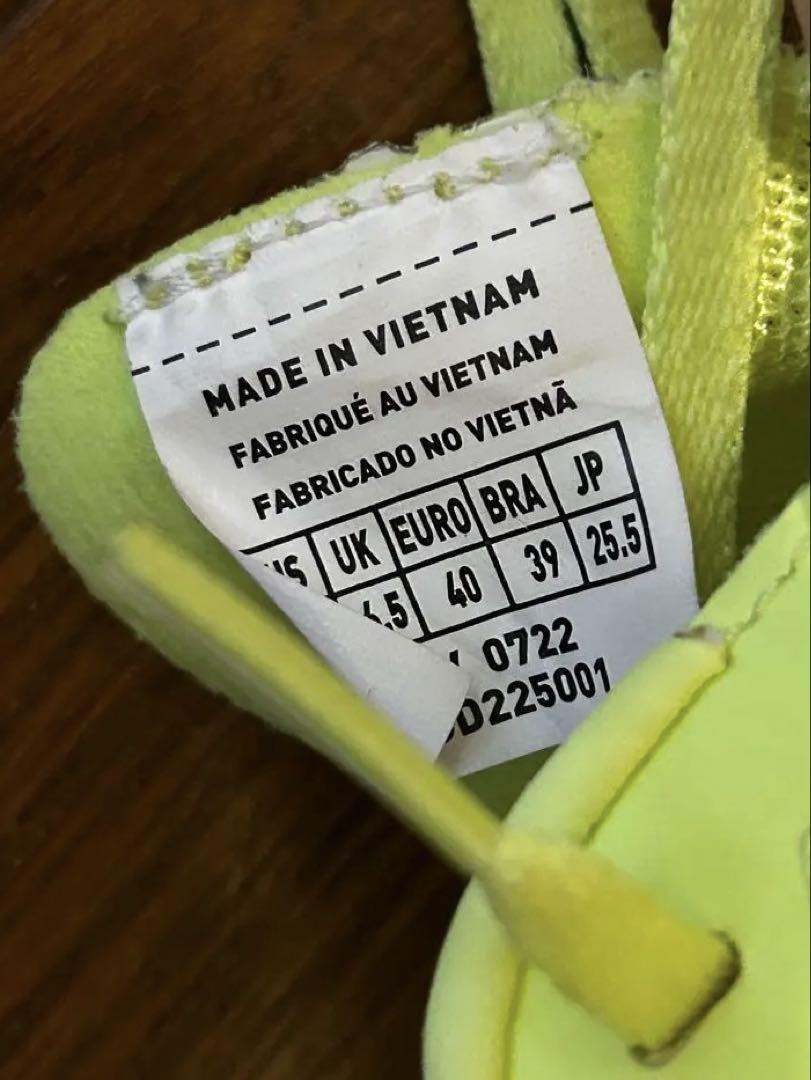 MADE IN VIETNAM
FABRIQUÉ AU VIETNAM
FABRICADO NO VIETNÃ
UK EURO BRA JP
40 39 25.5
0722
D225001